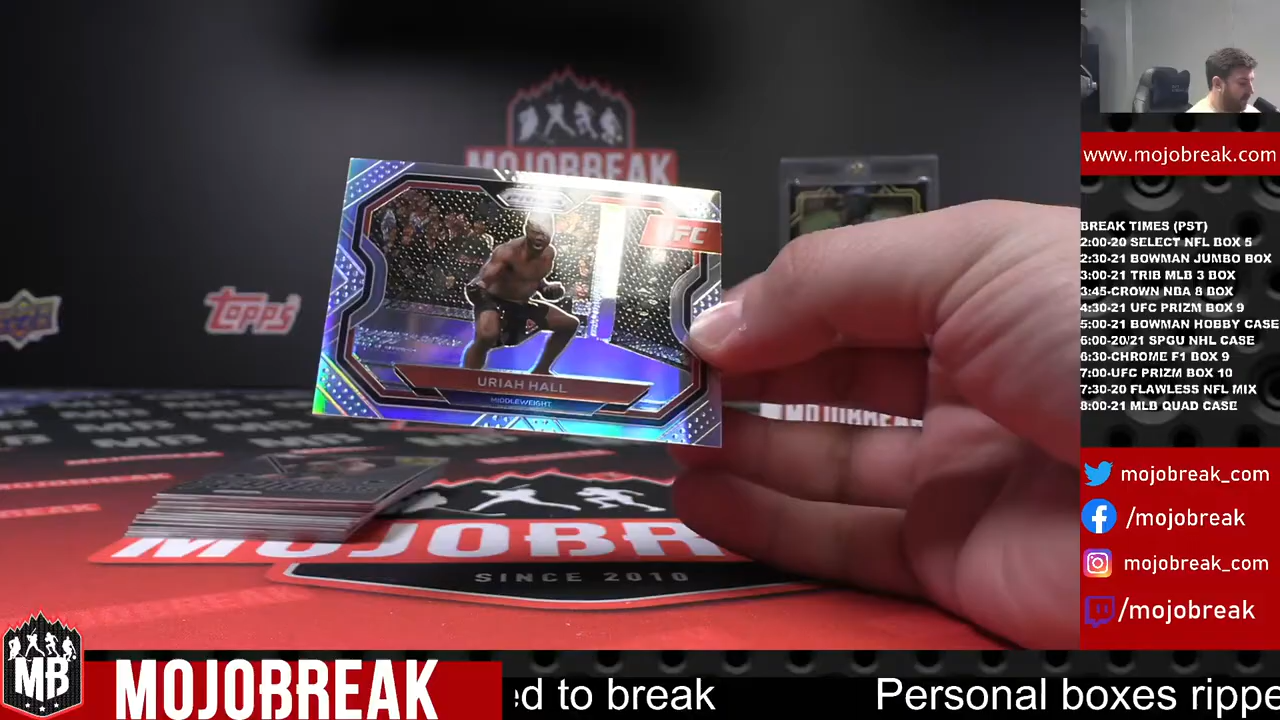 MOJOBREAK
PRIZM
UFC
URIAH HALL
MIDDLEWEIGHT
topps
MOJOBREAK
MOJOBR
SINCE 2010
MB
MOJOBREAK
ed to break
Personal boxes rippe
www.mojobreak.com
BREAK TIMES (PST)
2:00-20 SELECT NFL BOX 5
2:30-21 BOWMAN JUMBO BOX
3:00-21 TRIB MLB 3 BOX
3:45-CROWN NBA 8 BOX
4:30-21 UFC PRIZM BOX 9
5:00-21 BOWMAN HOBBY CASE
6:00-20/21 SPGU NHL CASE
6:30-CHROME F1 BOX 9
7:00-UFC PRIZM BOX 10
7:30-20 FLAWLESS NFL MIX
8:00-21 MLB QUAD CASE
mojobreak_com
/mojobreak
mojobreak_com
/mojobreak